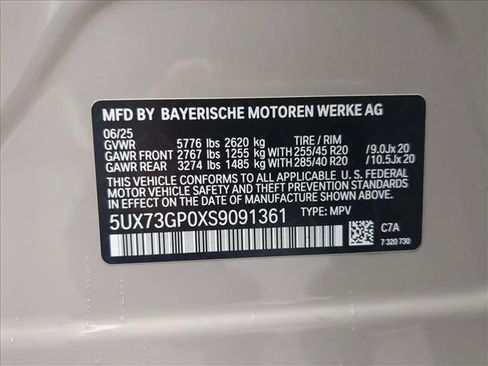 MFD BY BAYERISCHE MOTOREN WERKE AG
06/25
GVWR 5776 lbs 2620 kg TIRE / RIM
GAWR FRONT 2767 lbs 1255 kg 255/45 R20 /9.0Jx 20
GAWR REAR 3274 lbs 1485 kg 285/40 R20 /10.5Jx 20
THIS VEHICLE CONFORMS TO ALL APPLICABLE U. S. FEDERAL
MOTOR VEHICLE SAFETY, BUMPER, AND THEFT PREVENTION STANDARDS
IN EFFECT ON THE DATE OF MANUFACTURE SHOWN ABOVE.
5UX73GP0XS9091361 TYPE: MPV
C7A
7 320 730